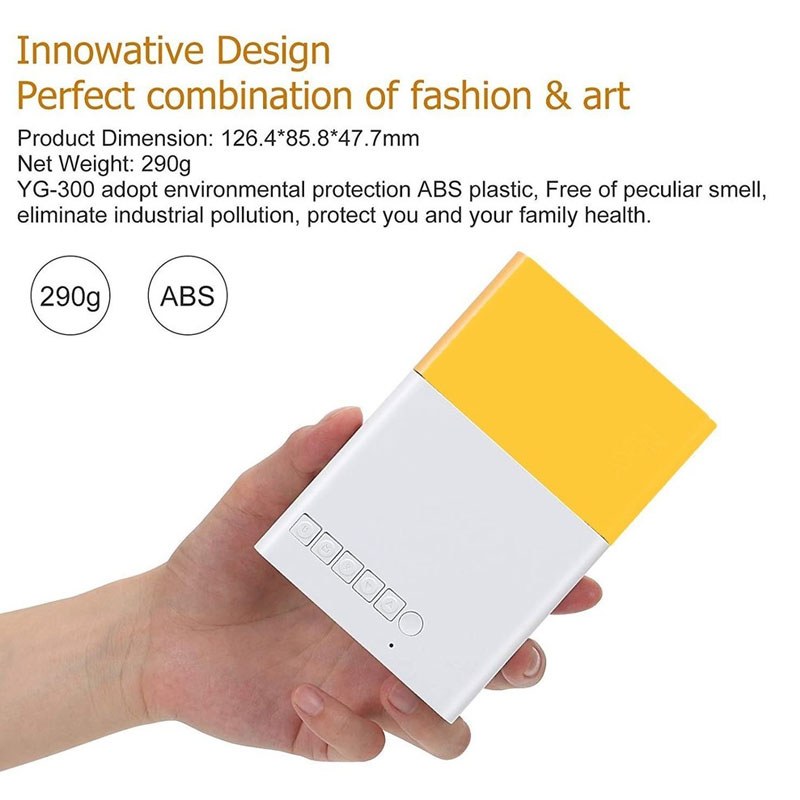 Innowative Design
Perfect combination of fashion & art
Product Dimension: 126.4*85.8*47.7mm
Net Weight: 290g
YG-300 adopt environmental protection ABS plastic, Free of peculiar smell,
eliminate industrial pollution, protect you and your family health.
290g
ABS